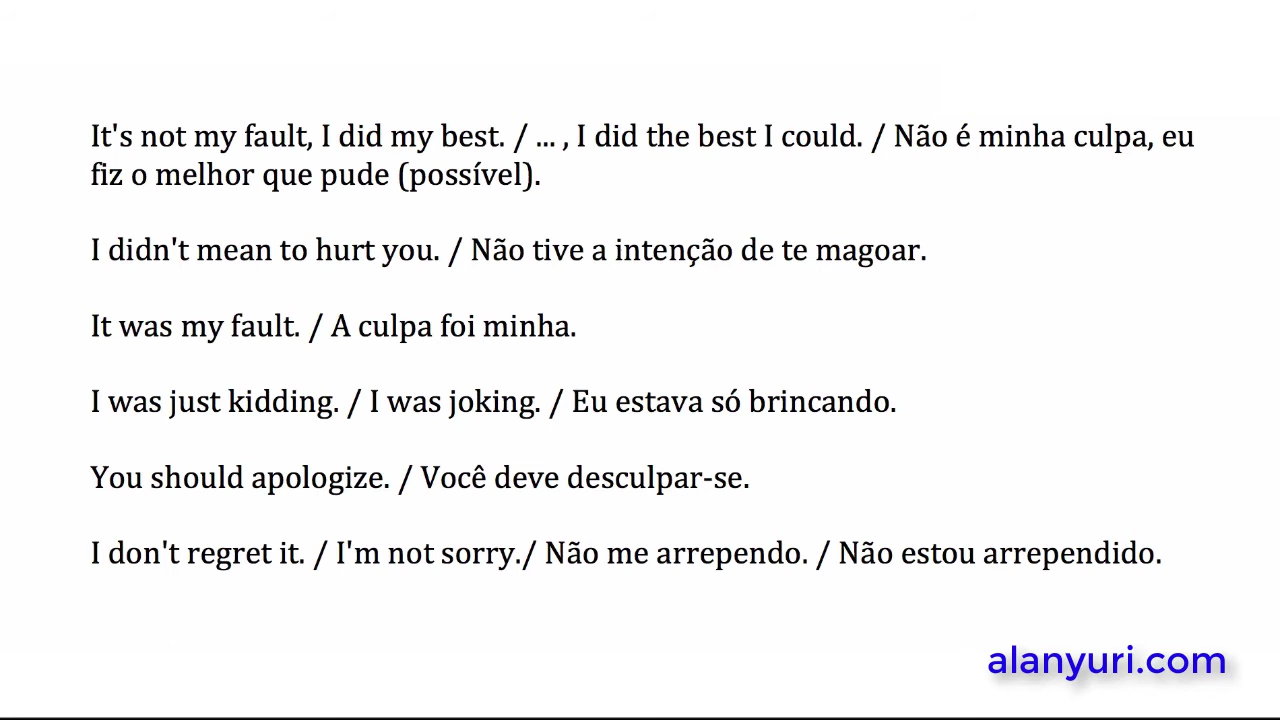 It's not my fault, I did my best. / ... , I did the best I could. / Não é minha culpa, eu
fiz o melhor que pude (possível).
I didn't mean to hurt you. / Não tive a intenção de te magoar.
It was my fault. / A culpa foi minha.
I was just kidding. / I was joking. / Eu estava só brincando.
You should apologize. / Você deve desculpar-se.
I don't regret it. / I'm not sorry./ Não me arrependo. / Não estou arrependido.
alanyuri.com